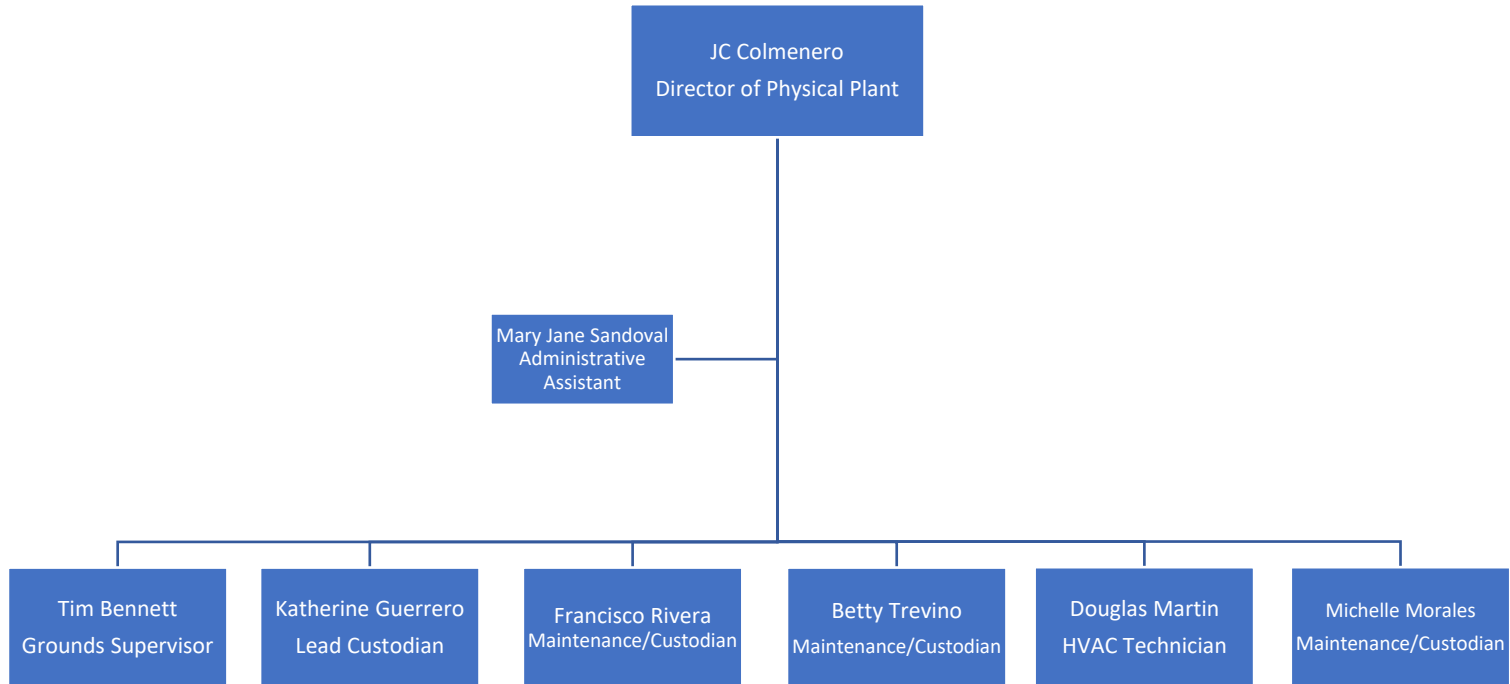 JC Colmenero
Director of Physical Plant
Mary Jane Sandoval
Administrative
Assistant
Tim Bennett
Grounds Supervisor
Katherine Guerrero
Lead Custodian
Francisco Rivera
Maintenance/Custodian
Betty Trevino
Maintenance/Custodian
Douglas Martin
HVAC Technician
Michelle Morales
Maintenance/Custodian